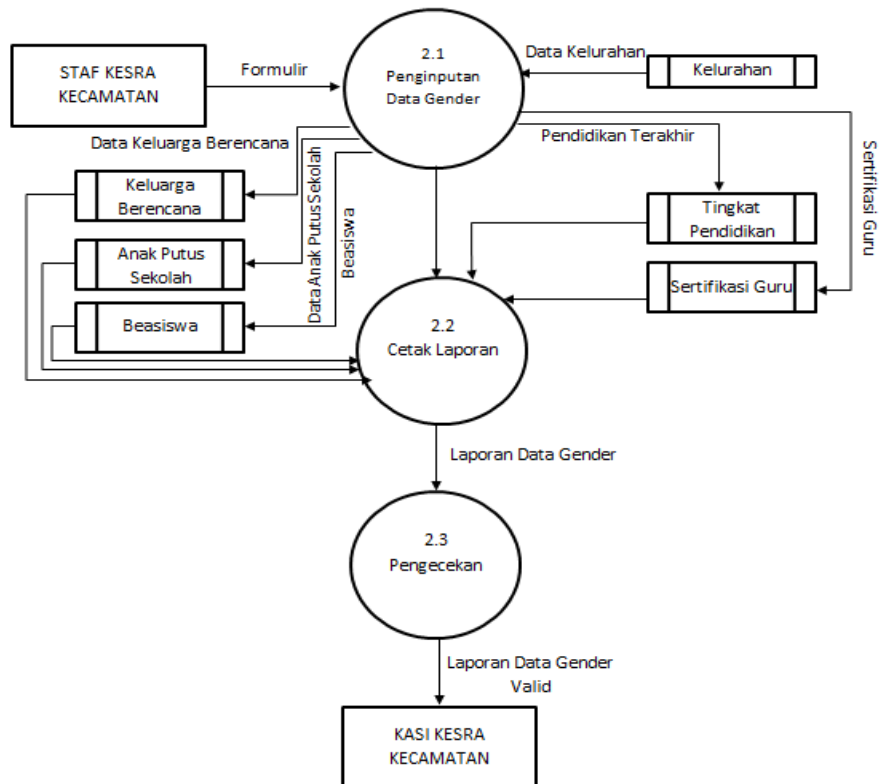 STAF KESRA
KECAMATAN
Formulir
2.1
Penginputan
Data Gender
Data Kelurahan
Kelurahan
Data Keluarga Berencana
Pendidikan Terakhir
Sertifikasi Guru
Keluarga
Berencana
Data Anak Putus Sekolah
Beasiswa
Tingkat
Pendidikan
Anak Putus
Sekolah
Sertifikasi Guru
Beasiswa
2.2
Cetak Laporan
Laporan Data Gender
2.3
Pengecekan
Laporan Data Gender
Valid
KASI KESRA
KECAMATAN